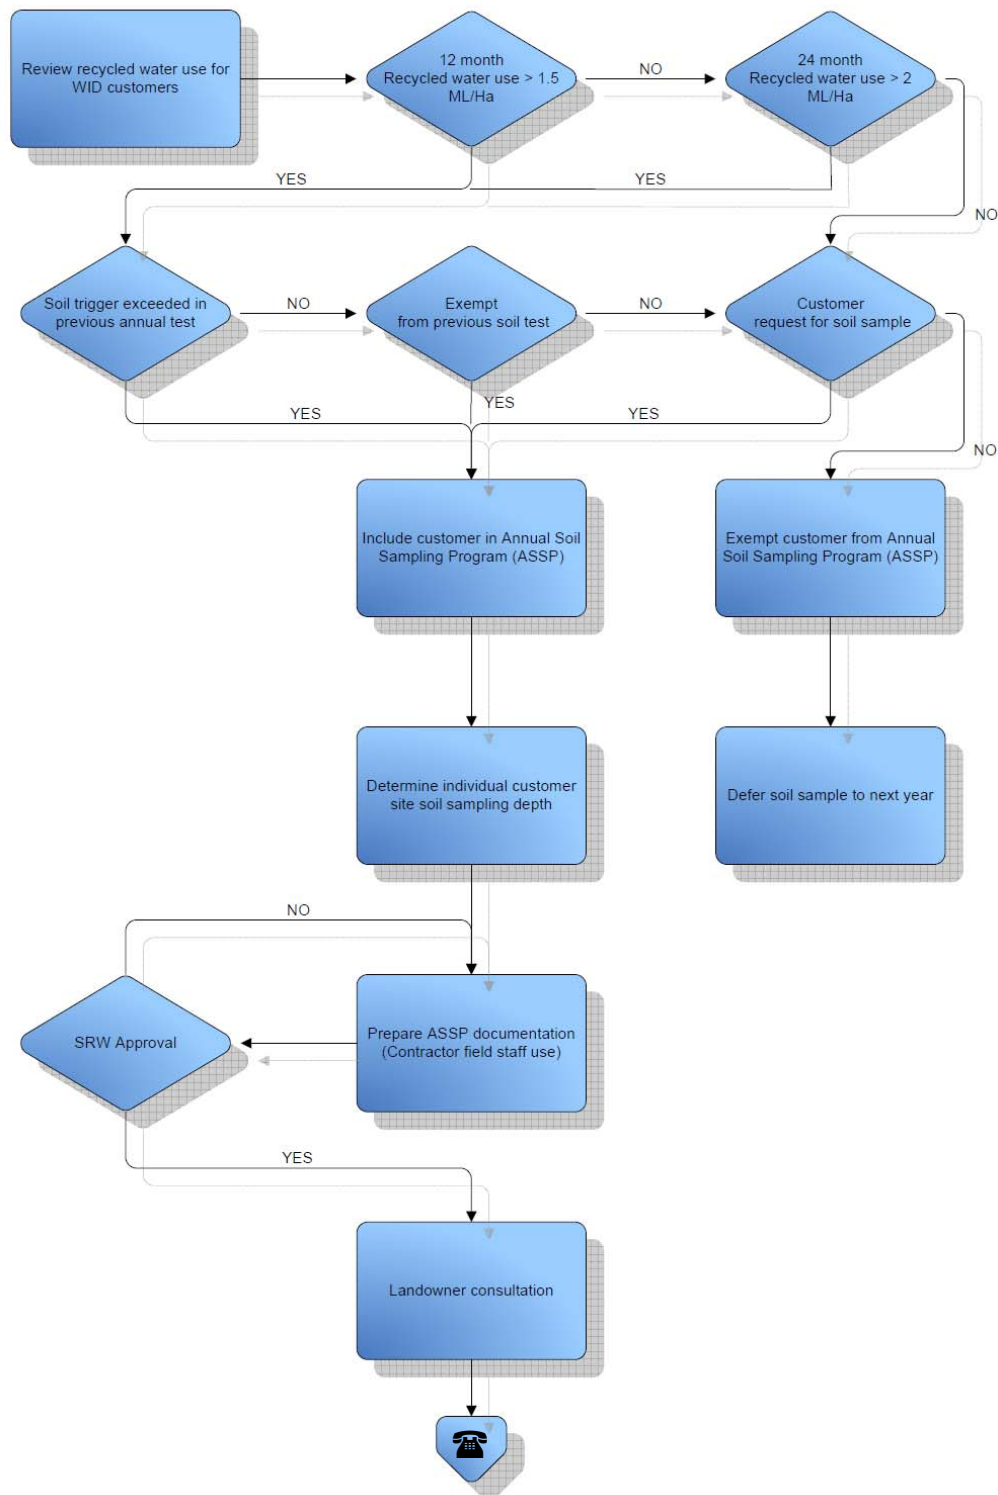 Review recycled water use for
WID customers
12 month
Recycled water use > 1.5
ML/Ha
NO
24 month
Recycled water use > 2
ML/Ha
YES
YES
NO
Soil trigger exceeded in
previous annual test
NO
Exempt
from previous soil test
NO
Customer
request for soil sample
YES
YES
YES
NO
Include customer in Annual Soil
Sampling Program (ASSP)
Exempt customer from Annual
Soil Sampling Program (ASSP)
Determine individual customer
site soil sampling depth
Defer soil sample to next year
NO
SRW Approval
Prepare ASSP documentation
(Contractor field staff use)
YES
Landowner consultation